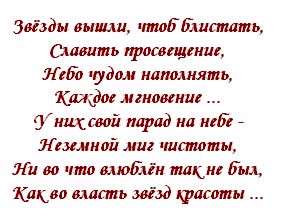 Звёзды вышли, чтоб блистать,
Славить просвещение,
Небо чудом наполнять,
Каждое мгновение ...
У них свой парад на небе -
Неземной миг чистоты,
Ни во что влюблён так не был,
Как во власть звёзд красоты ...